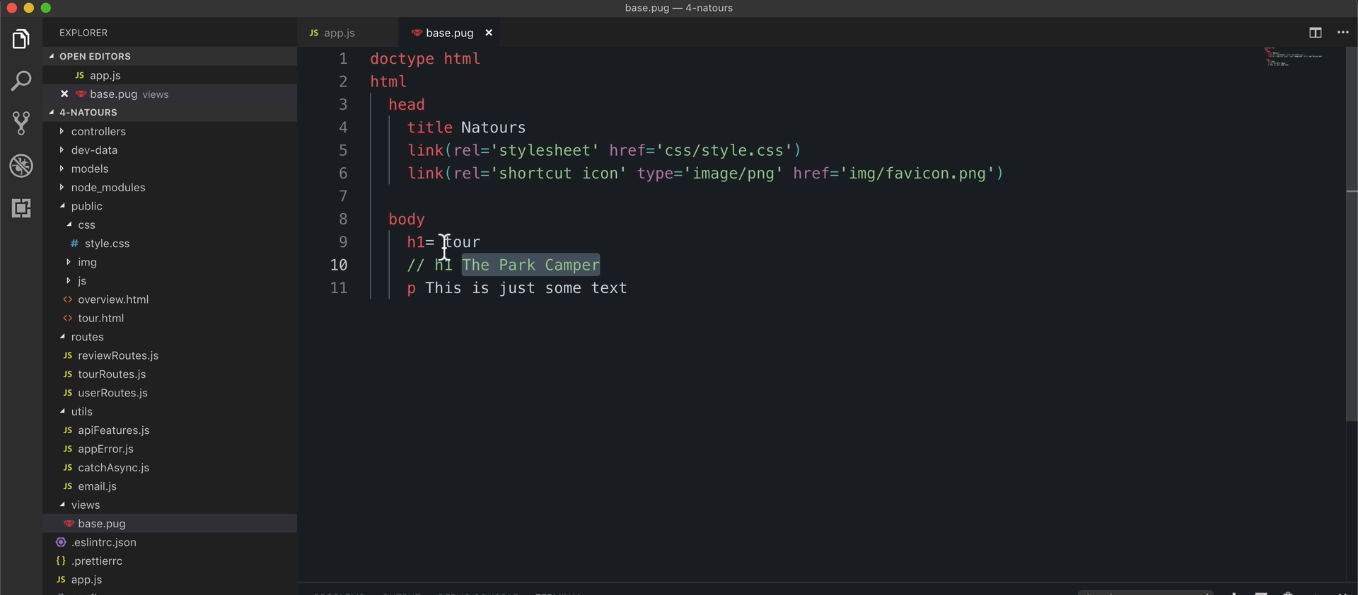 base.pug — 4-natours
EXPLORER
OPEN EDITORS
JS app.js
base.pug views
4-NATOURS
controllers
dev-data
models
node_modules
public
css
# style.css
img
js
<> overview.html
<> tour.html
routes
JS reviewRoutes.js
JS tourRoutes.js
JS userRoutes.js
utils
JS apiFeatures.js
JS appError.js
JS catchAsync.js
JS email.js
views
base.pug
.eslintrc.json
{} .prettierrc
JS app.js
JS app.js
base.pug
1 doctype html
2 html
3 head
4 title Natours
5 link(rel='stylesheet' href='css/style.css')
6 link(rel='shortcut icon' type='image/png' href='img/favicon.png')
7
8 body
9 h1= tour
10 // h1 The Park Camper
11 p This is just some text